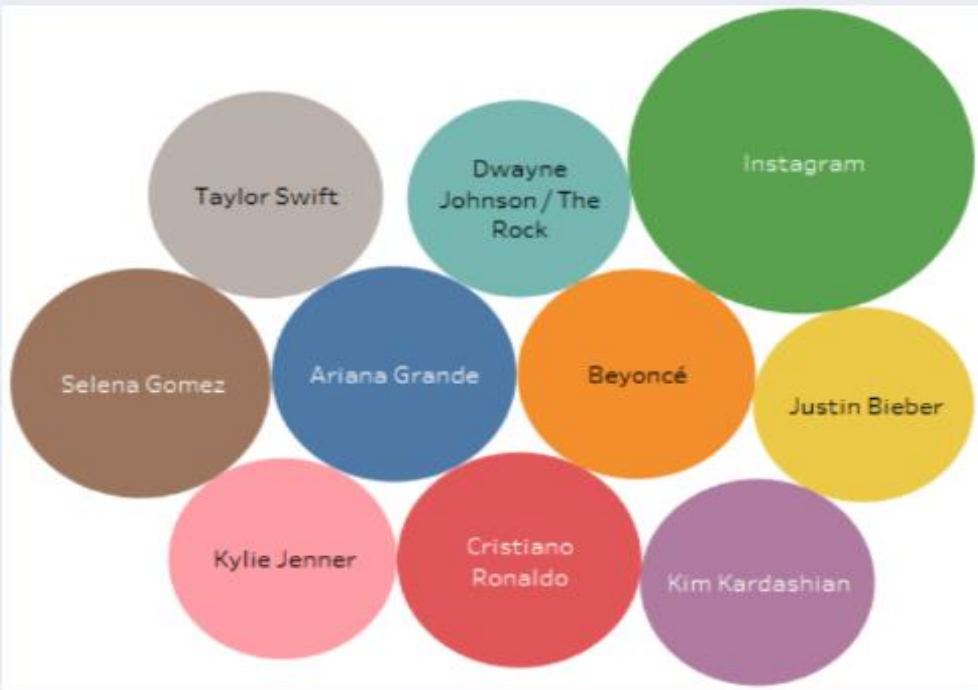 Instagram
Taylor Swift
Dwayne
Johnson / The
Rock
Selena Gomez
Ariana Grande
Beyoncé
Justin Bieber
Kylie Jenner
Cristiano
Ronaldo
Kim Kardashian